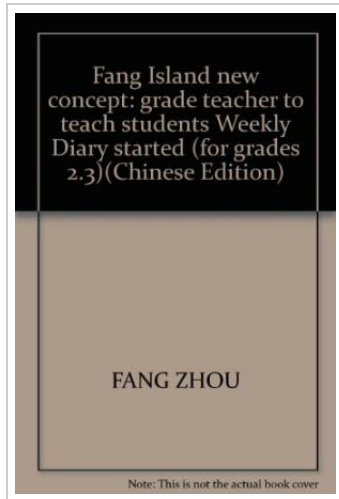 Fang Island new
concept: grade teacher to
teach students Weekly
Diary started (for grades
2.3)(Chinese Edition)
FANG ZHOU
Note: This is not the actual book cover